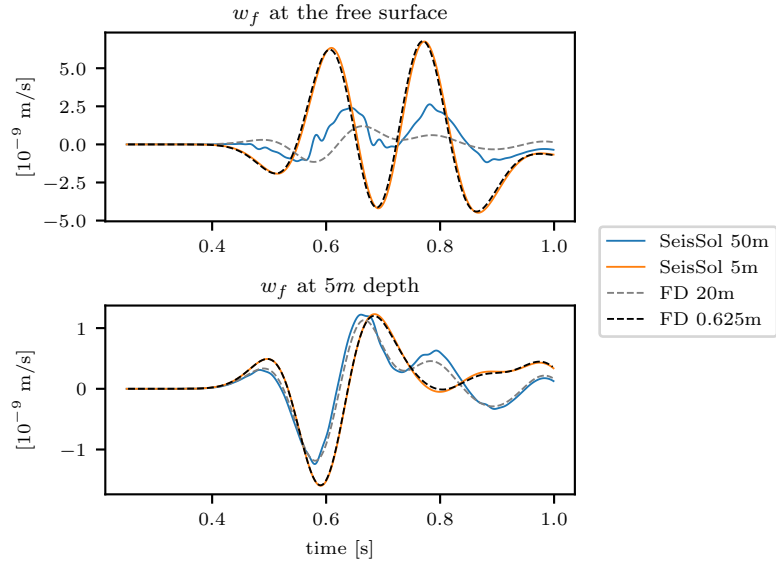 w_f at the free surface
[10⁻⁹ m/s]
5.0
2.5
0.0
−2.5
−5.0
0.4 0.6 0.8 1.0
w_f at 5m depth
[10⁻⁹ m/s]
1
0
−1
0.4 0.6 0.8 1.0
time [s]
SeisSol 50m
SeisSol 5m
FD 20m
FD 0.625m